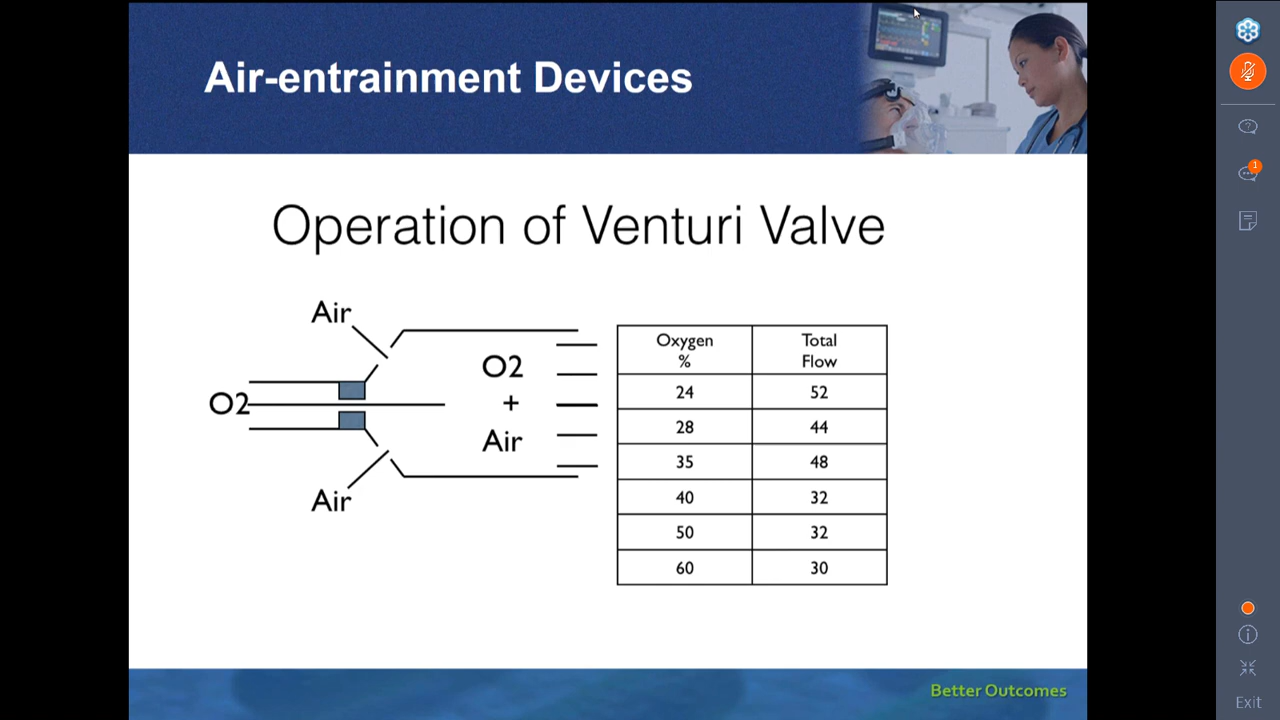 Air-entrainment Devices
Operation of Venturi Valve
Air
O2
O2
+
Air
Air
Oxygen % Total Flow
24 52
28 44
35 48
40 32
50 32
60 30
Better Outcomes
1
Exit